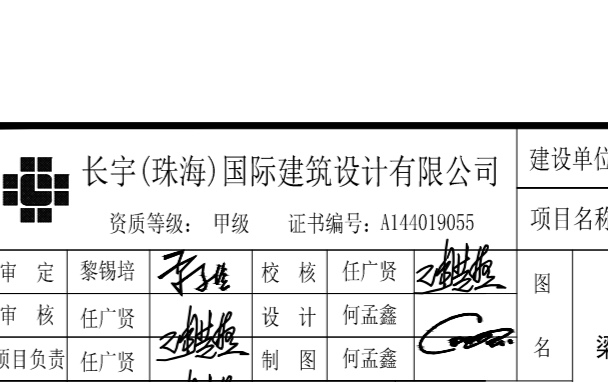 长宇(珠海)国际建筑设计有限公司
资质等级: 甲级 证书编号: A144019055
建设单位
项目名称
审 定 黎锡培 校 核 任广贤
审 核 任广贤 设 计 何孟鑫
项目负责 任广贤 制 图 何孟鑫
图
名
梁